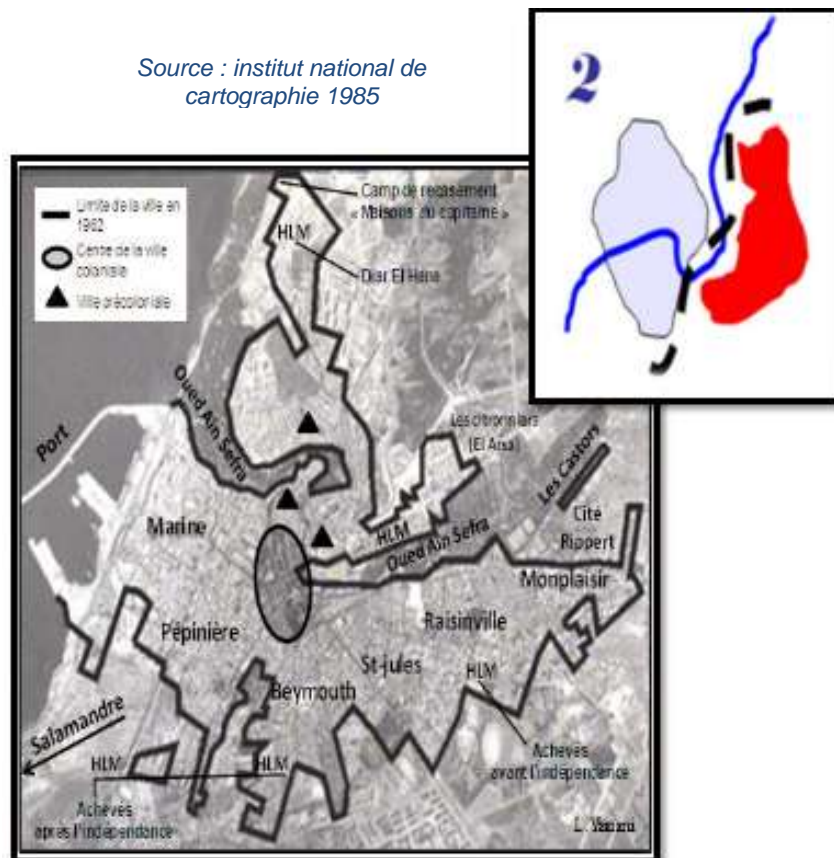 Source : institut national de
cartographie 1985
2
Limite de la ville en
1962
Centre de la ville
coloniale
Ville précoloniale
Camp de recasement
« Maisons du capitaine »
HLM
Diar El Hana
Oued Ain Sefra
Port
Les citronniers
(El Arsa)
Les Castors
HLM
Oued Ain Sefra
Cité
Rippert
Marine
Monplaisir
Raisinville
Pépinière
St-jules
HLM
Beymouth
Salamandre
HLM
HLM
Achevés
avant l'indépendance
Achevés
après l'indépendance